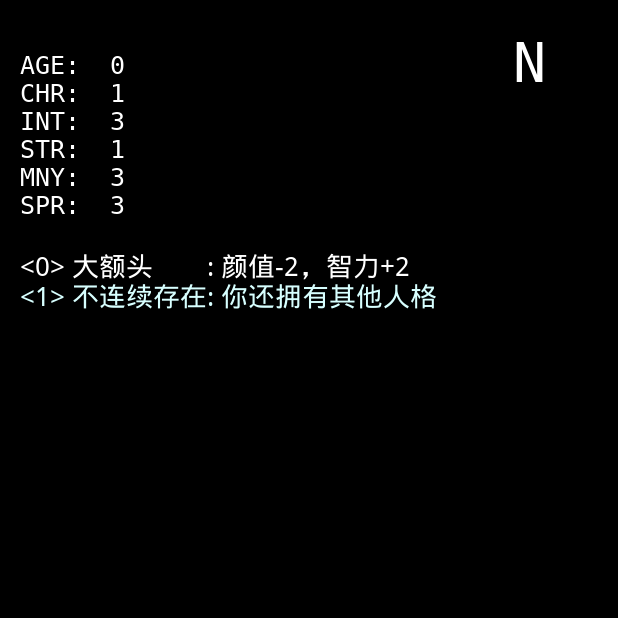 N
AGE: 0
CHR: 1
INT: 3
STR: 1
MNY: 3
SPR: 3
<0> 大额头 : 颜值-2，智力+2
<1> 不连续存在: 你还拥有其他人格